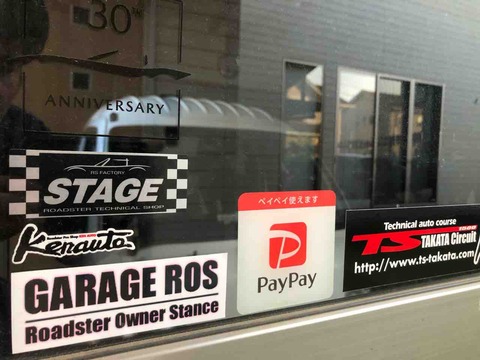 30TH
ANNIVERSARY
RS FACTORY
STAGE
ROADSTER TECHNICAL SHOP
Kenauto
GARAGE ROS
Roadster Owner Stance
ペイペイ使えます
PayPay
Technical auto course
TS TAKATA Circuit
http://www.ts-takata.com/